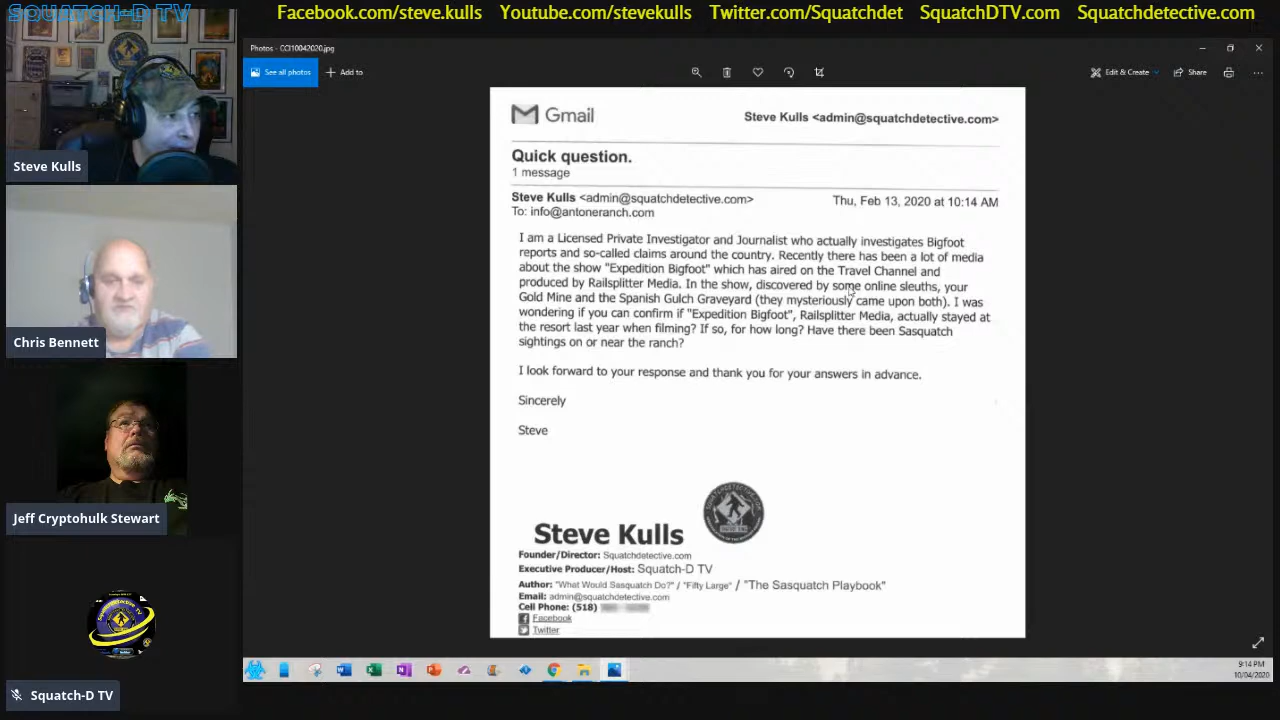 SQUATCH-D TV
Facebook.com/steve.kulls Youtube.com/stevekulls Twitter.com/Squatchdet SquatchDTV.com Squatchdetective.com
Photos - CCI10042020.jpg
See all photos
Add to
Edit & Create
Share
Steve Kulls
Chris Bennett
Jeff Cryptohulk Stewart
Squatch-D TV
Gmail
Steve Kulls <admin@squatchdetective.com>
Quick question.
1 message
Steve Kulls <admin@squatchdetective.com>
Thu, Feb 13, 2020 at 10:14 AM
To: info@antoneranch.com
I am a Licensed Private Investigator and Journalist who actually investigates Bigfoot
reports and so-called claims around the country. Recently there has been a lot of media
about the show "Expedition Bigfoot" which has aired on the Travel Channel and
produced by Railsplitter Media. In the show, discovered by some online sleuths, your
Gold Mine and the Spanish Gulch Graveyard (they mysteriously came upon both). I was
wondering if you can confirm if "Expedition Bigfoot", Railsplitter Media, actually stayed at
the resort last year when filming? If so, for how long? Have there been Sasquatch
sightings on or near the ranch?
I look forward to your response and thank you for your answers in advance.
Sincerely
Steve
Steve Kulls
Founder/Director: Squatchdetective.com
Executive Producer/Host: Squatch-D TV
Author: "What Would Sasquatch Do?" / "Fifty Large" / "The Sasquatch Playbook"
Email: admin@squatchdetective.com
Cell Phone: (518)
Facebook
Twitter
9:14 PM
10/04/2020